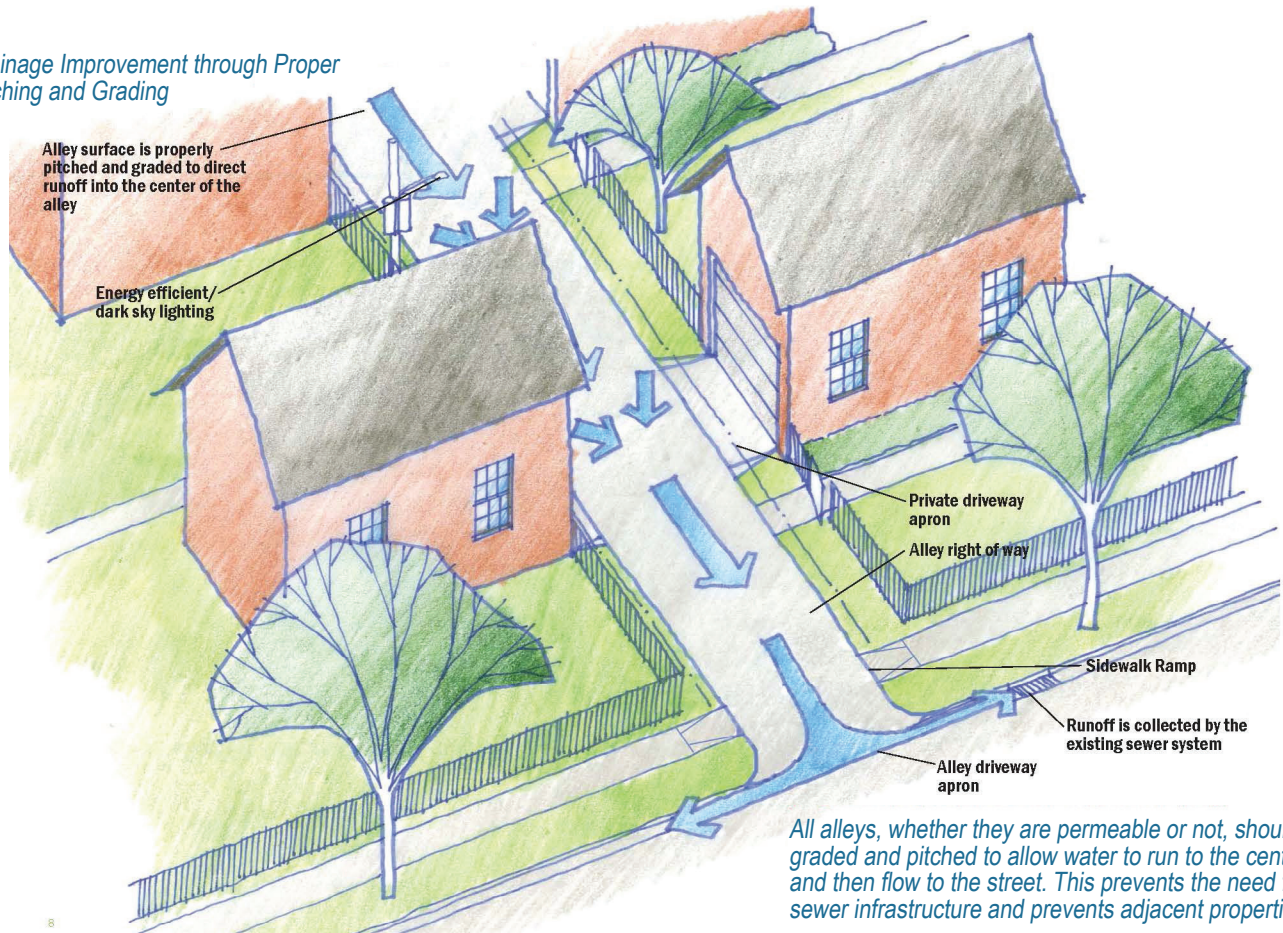 inage Improvement through Proper
ching and Grading
Alley surface is properly
pitched and graded to direct
runoff into the center of the
alley
Energy efficient/
dark sky lighting
Private driveway
apron
Alley right of way
Sidewalk Ramp
Runoff is collected by the
existing sewer system
Alley driveway
apron
All alleys, whether they are permeable or not, shou
graded and pitched to allow water to run to the cent
and then flow to the street. This prevents the need
sewer infrastructure and prevents adjacent properti
8